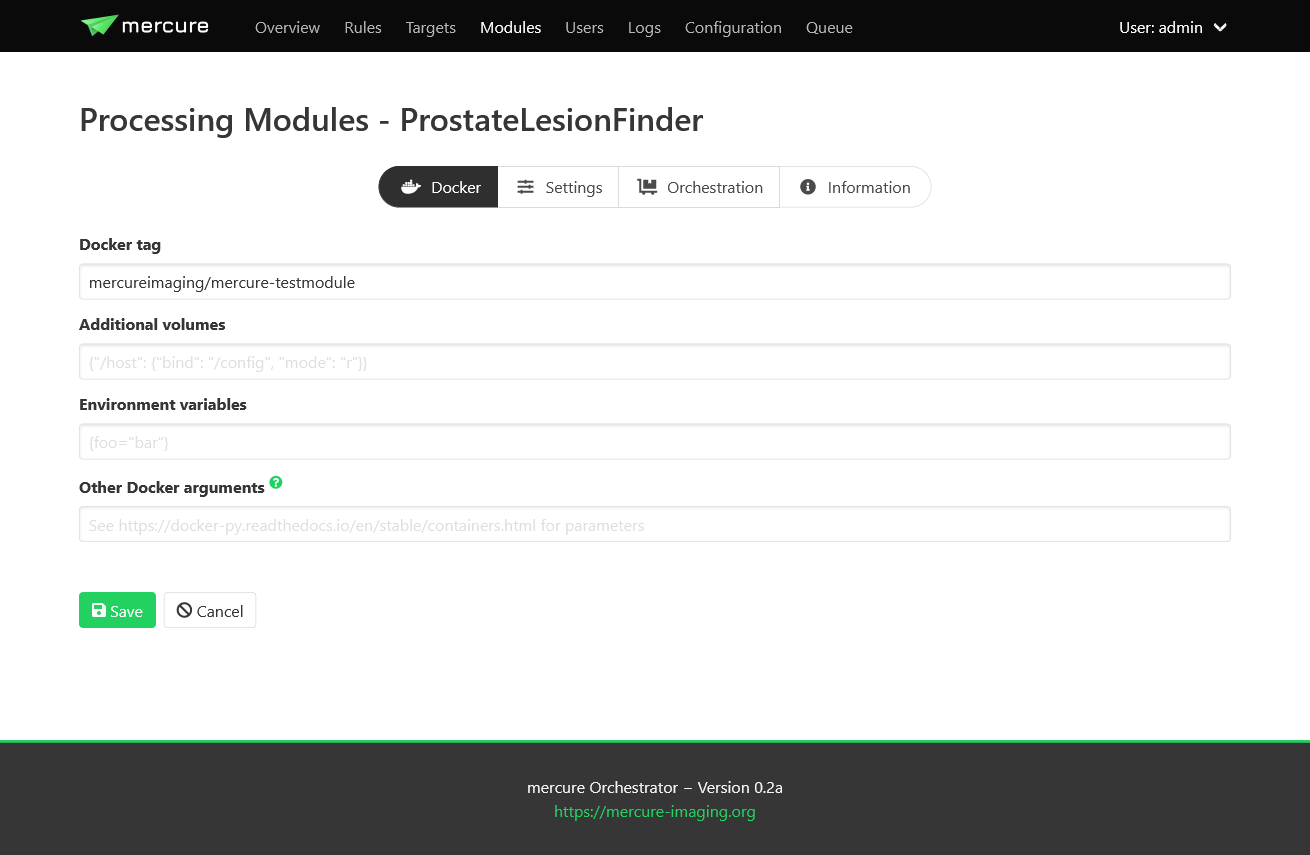 mercure Overview Rules Targets Modules Users Logs Configuration Queue User: admin
Processing Modules - ProstateLesionFinder
Docker Settings Orchestration Information
Docker tag
mercureimaging/mercure-testmodule
Additional volumes
{"/host": {"bind": "/config", "mode": "r"}}
Environment variables
{foo="bar"}
Other Docker arguments ?
See https://docker-py.readthedocs.io/en/stable/containers.html for parameters
Save Cancel
mercure Orchestrator – Version 0.2a
https://mercure-imaging.org